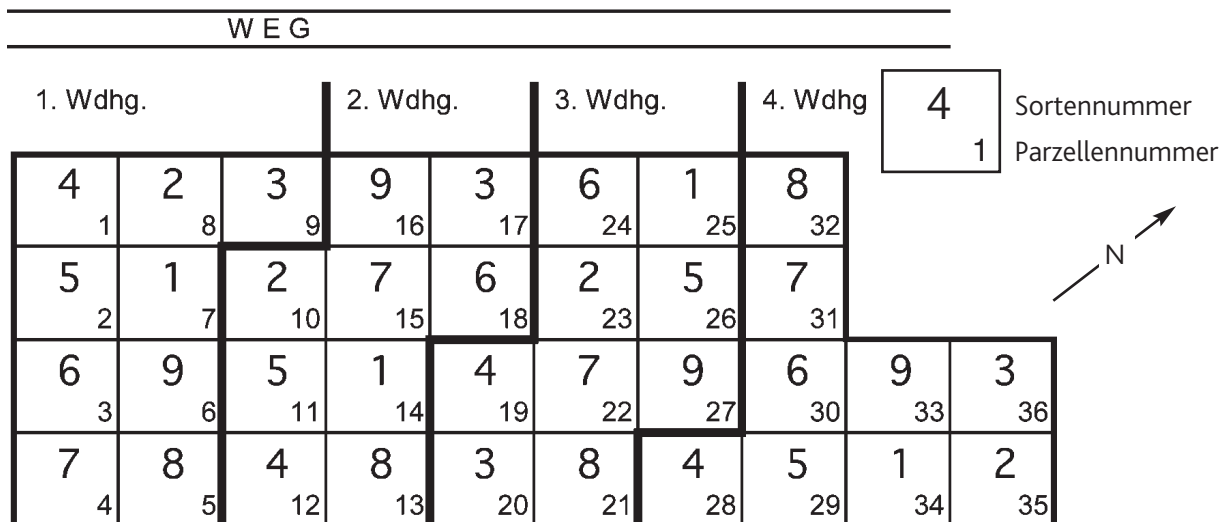 WEG
1. Wdhg. 2. Wdhg. 3. Wdhg. 4. Wdhg
4 Sortennummer
1 Parzellennummer
4 2 3 9 3 6 1 8
1 8 9 16 17 24 25 32
N
5 1 2 7 6 2 5 7
2 7 10 15 18 23 26 31
6 9 5 1 4 7 9 6 9 3
3 6 11 14 19 22 27 30 33 36
7 8 4 8 3 8 4 5 1 2
4 5 12 13 20 21 28 29 34 35